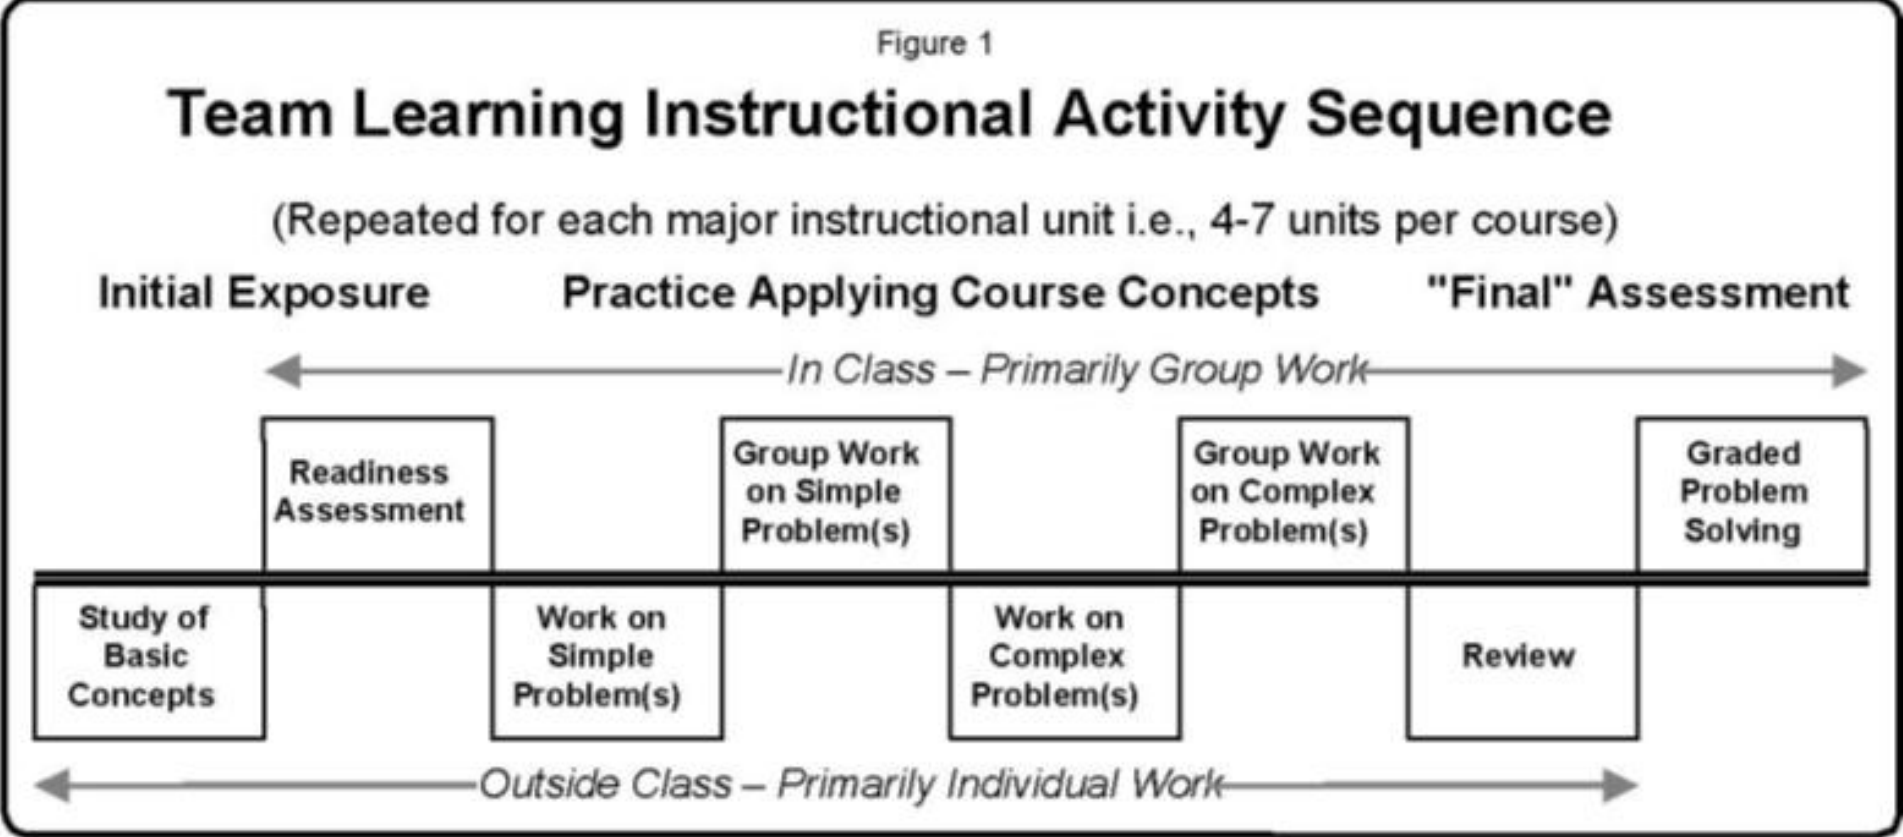 Figure 1
Team Learning Instructional Activity Sequence
(Repeated for each major instructional unit i.e., 4-7 units per course)
Initial Exposure
Practice Applying Course Concepts
"Final" Assessment
In Class – Primarily Group Work
Readiness
Assessment
Group Work
on Simple
Problem(s)
Group Work
on Complex
Problem(s)
Graded
Problem
Solving
Study of
Basic
Concepts
Work on
Simple
Problem(s)
Work on
Complex
Problem(s)
Review
Outside Class – Primarily Individual Work